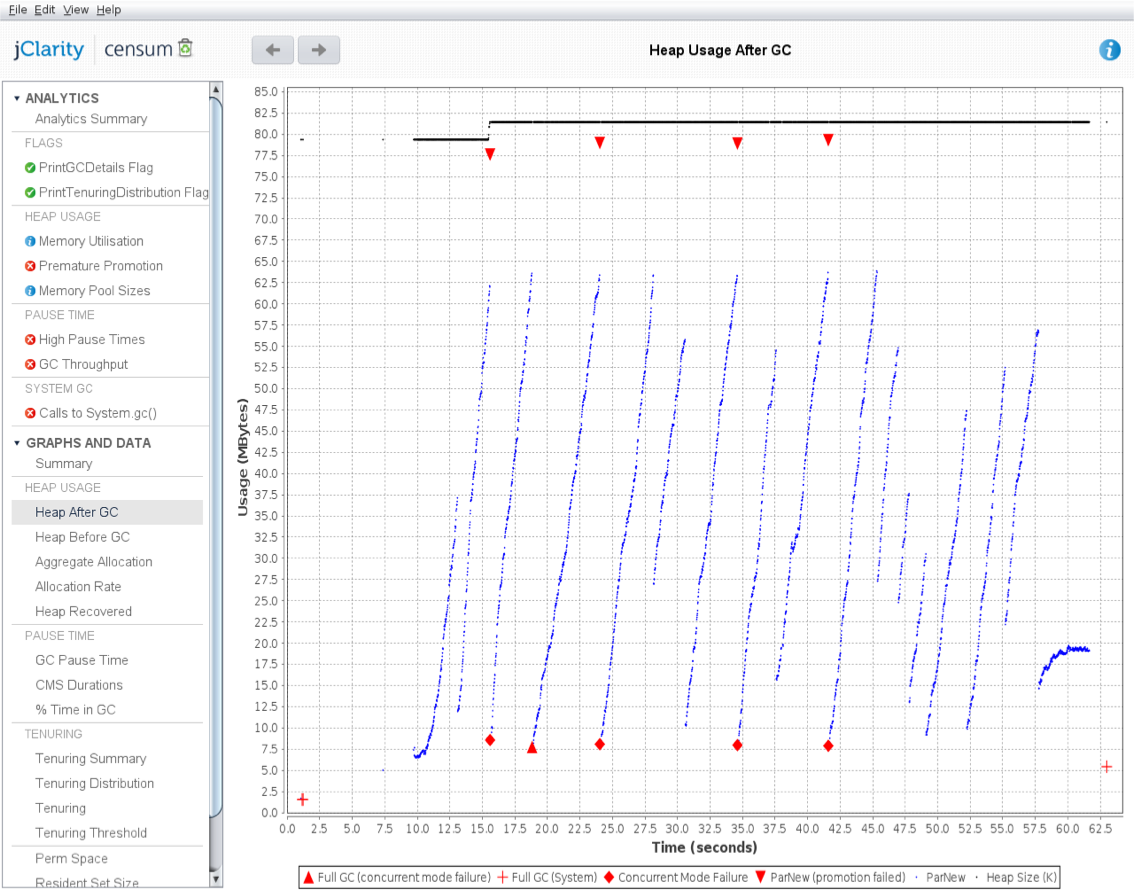 File Edit View Help
jClarity censum
Heap Usage After GC
ANALYTICS
Analytics Summary
FLAGS
PrintGCDetails Flag
PrintTenuringDistribution Flag
HEAP USAGE
Memory Utilisation
Premature Promotion
Memory Pool Sizes
PAUSE TIME
High Pause Times
GC Throughput
SYSTEM GC
Calls to System.gc()
GRAPHS AND DATA
Summary
HEAP USAGE
Heap After GC
Heap Before GC
Aggregate Allocation
Allocation Rate
Heap Recovered
PAUSE TIME
GC Pause Time
CMS Durations
% Time in GC
TENURING
Tenuring Summary
Tenuring Distribution
Tenuring
Tenuring Threshold
Perm Space
Resident Set Size
Usage (MBytes)
85.0
82.5
80.0
77.5
75.0
72.5
70.0
67.5
65.0
62.5
60.0
57.5
55.0
52.5
50.0
47.5
45.0
42.5
40.0
37.5
35.0
32.5
30.0
27.5
25.0
22.5
20.0
17.5
15.0
12.5
10.0
7.5
5.0
2.5
0.0
0.0 2.5 5.0 7.5 10.0 12.5 15.0 17.5 20.0 22.5 25.0 27.5 30.0 32.5 35.0 37.5 40.0 42.5 45.0 47.5 50.0 52.5 55.0 57.5 60.0 62.5
Time (seconds)
Full GC (concurrent mode failure) Full GC (System) Concurrent Mode Failure ParNew (promotion failed) ParNew Heap Size (K)